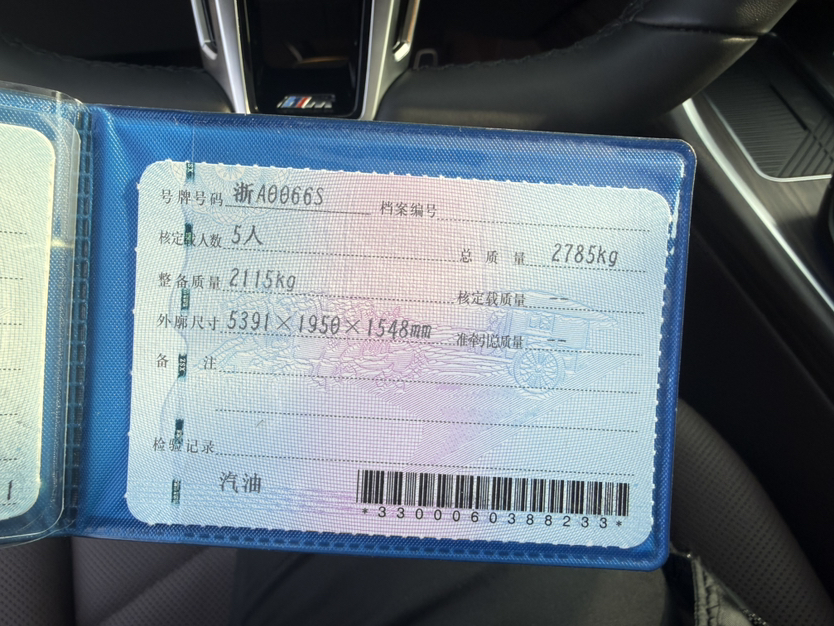 号牌号码 浙A0066S 档案编号
核定载人数 5人 总质量 2785kg
整备质量 2115kg 核定载质量 --
外廓尺寸 5391×1950×1548mm 准牵引总质量 --
备注
检验记录
汽油
*3300060388233*
1